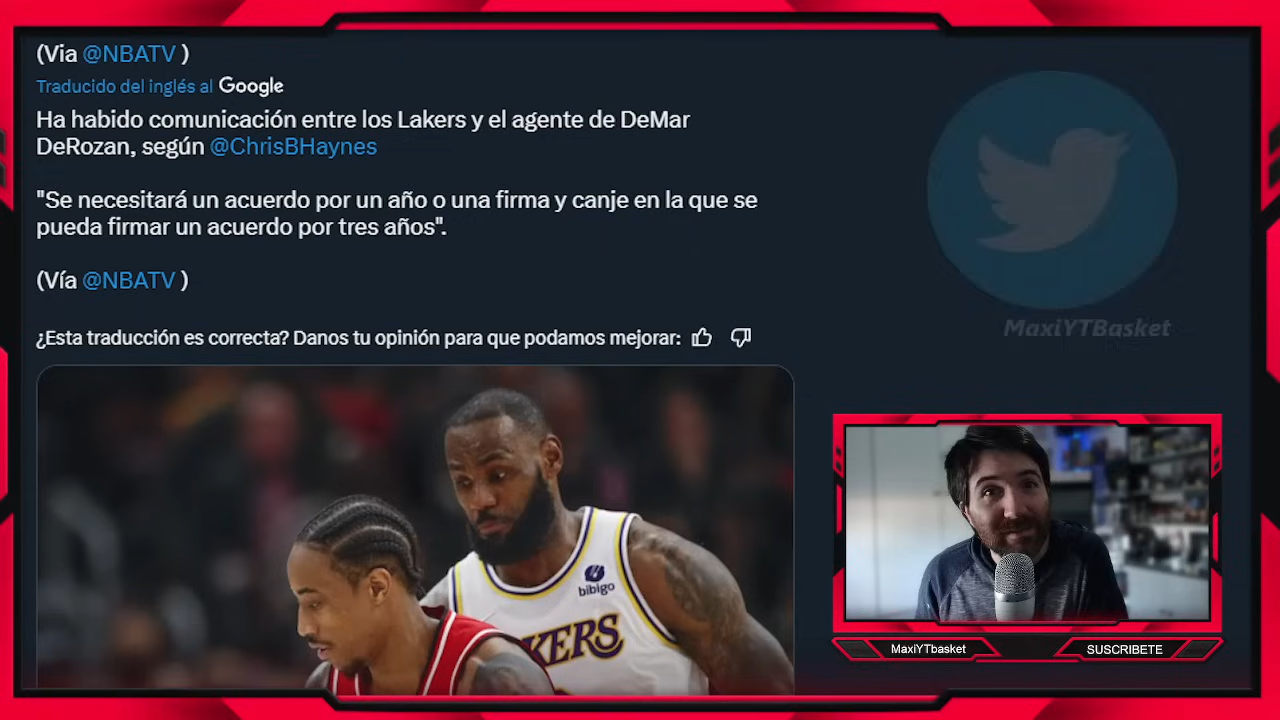 (Via @NBATV )
Traducido del inglés al Google
Ha habido comunicación entre los Lakers y el agente de DeMar
DeRozan, según @ChrisBHaynes
"Se necesitará un acuerdo por un año o una firma y canje en la que se
pueda firmar un acuerdo por tres años".
(Vía @NBATV )
¿Esta traducción es correcta? Danos tu opinión para que podamos mejorar:
MaxiYTBasket
bibigo
KERS
MaxiYTbasket
SUSCRIBETE